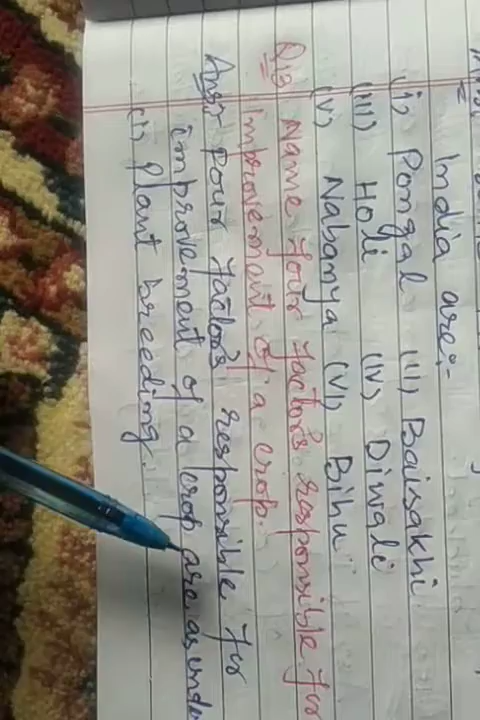 India are:-
i) Pongal (ii) Baisakhi
(iii) Holi (iv) Diwali
(v) Nabanya (vi) Bihu
Q13 Name four factors responsible for
improvement of a crop.
Ans: Four factors responsible for
improvement of a crop are as under
(i) Plant breeding.